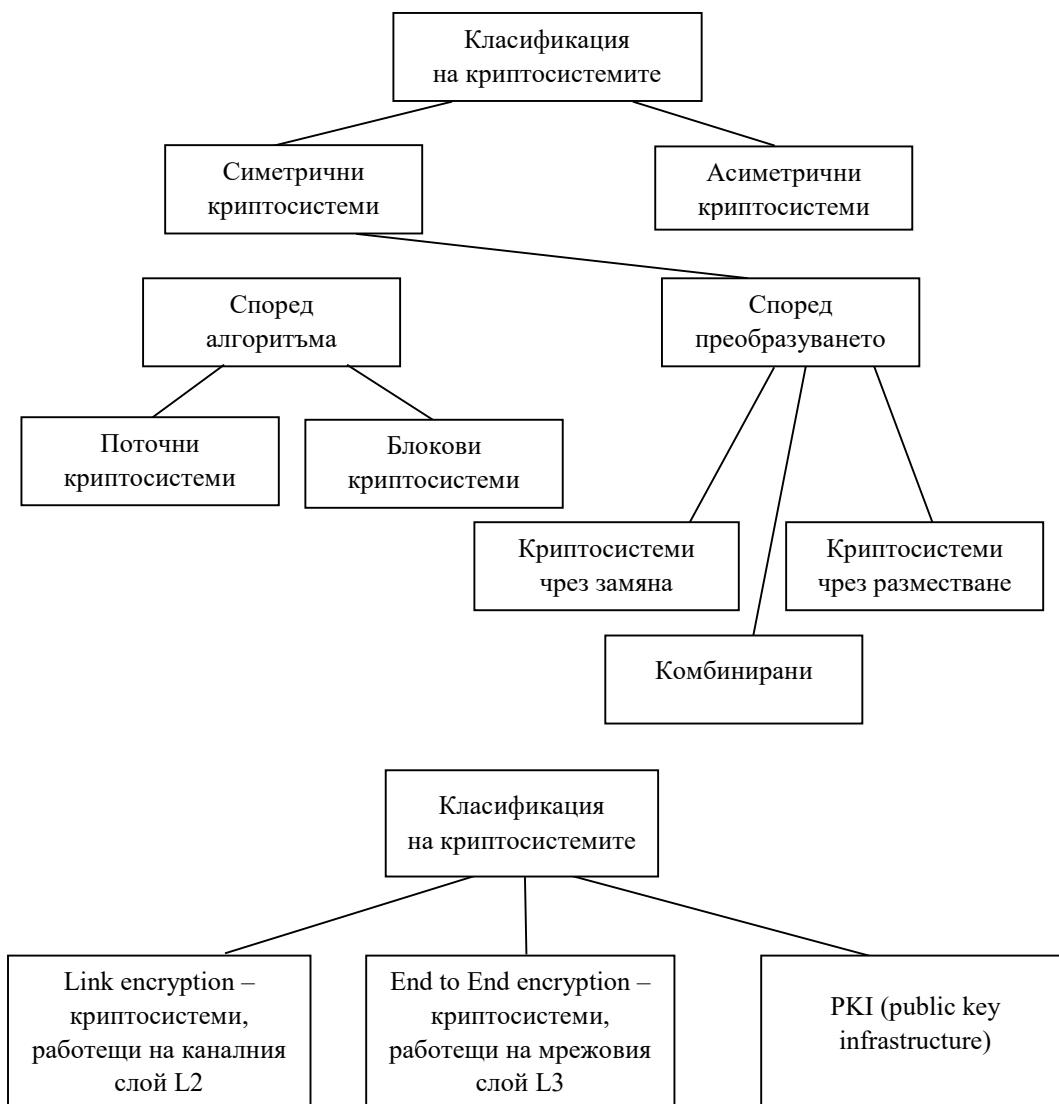 Класификация
на криптосистемите
Симетрични
криптосистеми
Асиметрични
криптосистеми
Според
алгоритъма
Според
преобразуването
Поточни
криптосистеми
Блокови
криптосистеми
Криптосистеми
чрез замяна
Криптосистеми
чрез разместване
Комбинирани
Класификация
на криптосистемите
Link encryption –
криптосистеми,
работещи на каналния
слой L2
End to End encryption –
криптосистеми,
работещи на мрежовия
слой L3
PKI (public key
infrastructure)